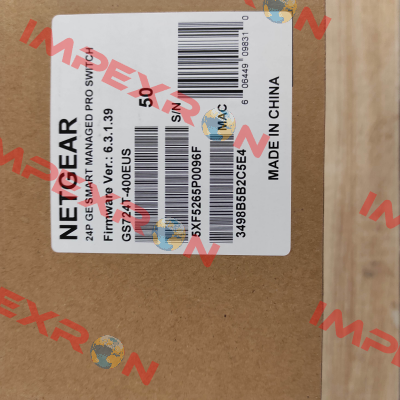 NETGEAR
24P GE SMART MANAGED PRO SWITCH
Firmware Ver.: 6.3.1.39
GS724T-400EUS
50
S/N
5XF5265P0096F
MAC
3498B5B2C5E4
6 06449 09831 0
MADE IN CHINA
IMPEXRON
IMPEXRON
IMPEXRON
IMPEXRON
IMPEXRON